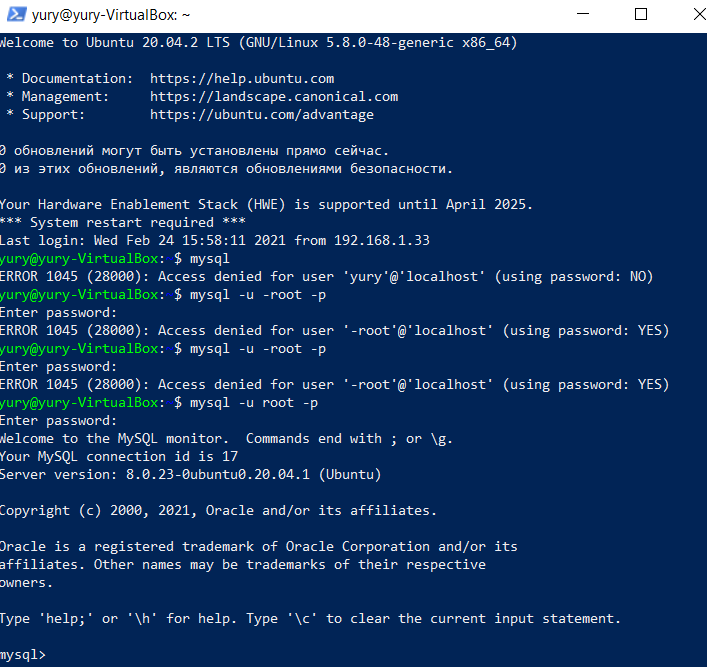 yury@yury-VirtualBox: ~
Welcome to Ubuntu 20.04.2 LTS (GNU/Linux 5.8.0-48-generic x86_64)
* Documentation:  https://help.ubuntu.com
* Management:     https://landscape.canonical.com
* Support:        https://ubuntu.com/advantage
0 обновлений могут быть установлены прямо сейчас.
0 из этих обновлений, являются обновлениями безопасности.
Your Hardware Enablement Stack (HWE) is supported until April 2025.
*** System restart required ***
Last login: Wed Feb 24 15:58:11 2021 from 192.168.1.33
yury@yury-VirtualBox: $ mysql
ERROR 1045 (28000): Access denied for user 'yury'@'localhost' (using password: NO)
yury@yury-VirtualBox: $ mysql -u -root -p
Enter password:
ERROR 1045 (28000): Access denied for user '-root'@'localhost' (using password: YES)
yury@yury-VirtualBox: $ mysql -u -root -p
Enter password:
ERROR 1045 (28000): Access denied for user '-root'@'localhost' (using password: YES)
yury@yury-VirtualBox: $ mysql -u root -p
Enter password:
Welcome to the MySQL monitor.  Commands end with ; or \g.
Your MySQL connection id is 17
Server version: 8.0.23-0ubuntu0.20.04.1 (Ubuntu)
Copyright (c) 2000, 2021, Oracle and/or its affiliates.
Oracle is a registered trademark of Oracle Corporation and/or its
affiliates. Other names may be trademarks of their respective
owners.
Type 'help;' or '\h' for help. Type '\c' to clear the current input statement.
mysql>